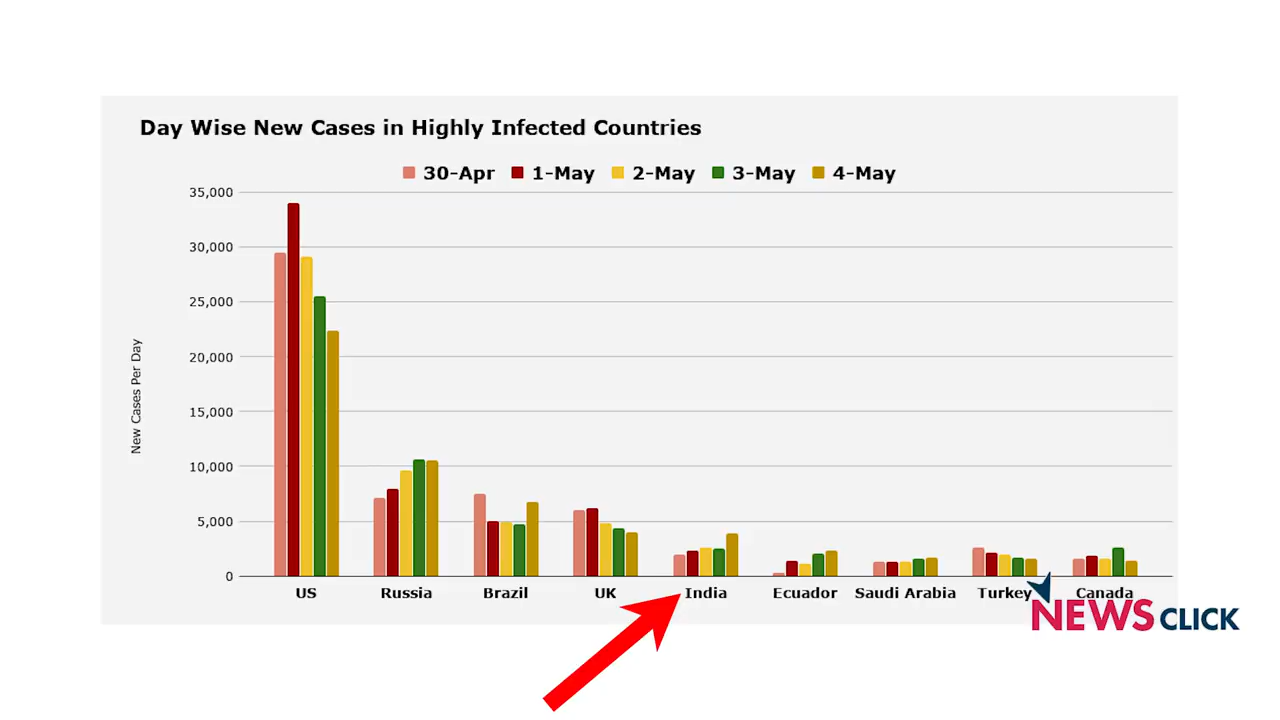 Day Wise New Cases in Highly Infected Countries
30-Apr 1-May 2-May 3-May 4-May
35,000
30,000
25,000
20,000
15,000
10,000
5,000
0
New Cases Per Day
US Russia Brazil UK India Ecuador Saudi Arabia Turkey Canada
NEWSCLICK